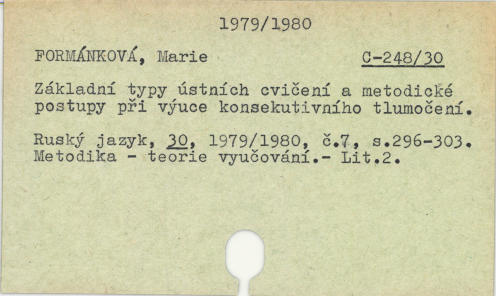 1979/1980
FORMÁNKOVÁ, Marie C-248/30
Základní typy ústních cvičení a metodické
postupy při výuce konsekutivního tlumočení.
Ruský jazyk, 30, 1979/1980, č.7, s.296-303.
Metodika - teorie vyučování.- Lit.2.